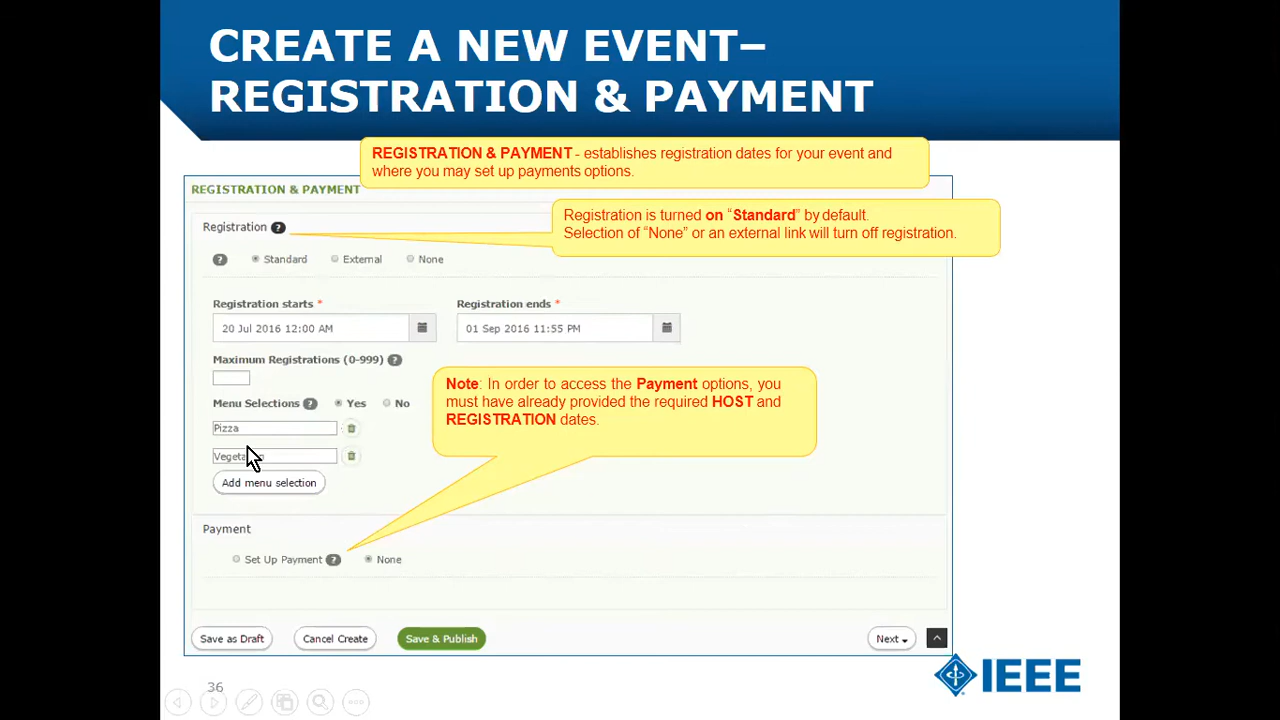 CREATE A NEW EVENT–
REGISTRATION & PAYMENT
REGISTRATION & PAYMENT - establishes registration dates for your event and
where you may set up payments options.
REGISTRATION & PAYMENT
Registration is turned on “Standard” by default.
Selection of “None” or an external link will turn off registration.
Registration ?
? Standard External None
Registration starts * Registration ends *
20 Jul 2016 12:00 AM 01 Sep 2016 11:55 PM
Maximum Registrations (0-999) ?
Note: In order to access the Payment options, you
must have already provided the required HOST and
REGISTRATION dates.
Menu Selections ? Yes No
Pizza
Add menu selection
Payment
Set Up Payment ? None
Save as Draft Cancel Create Save & Publish Next
IEEE
36